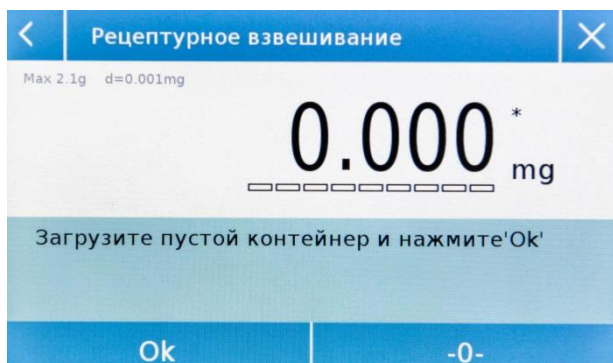 Рецептурное взвешивание
Max 2.1g d=0.001mg
0.000 * mg
Загрузите пустой контейнер и нажмите'Ok'
Ok -0-